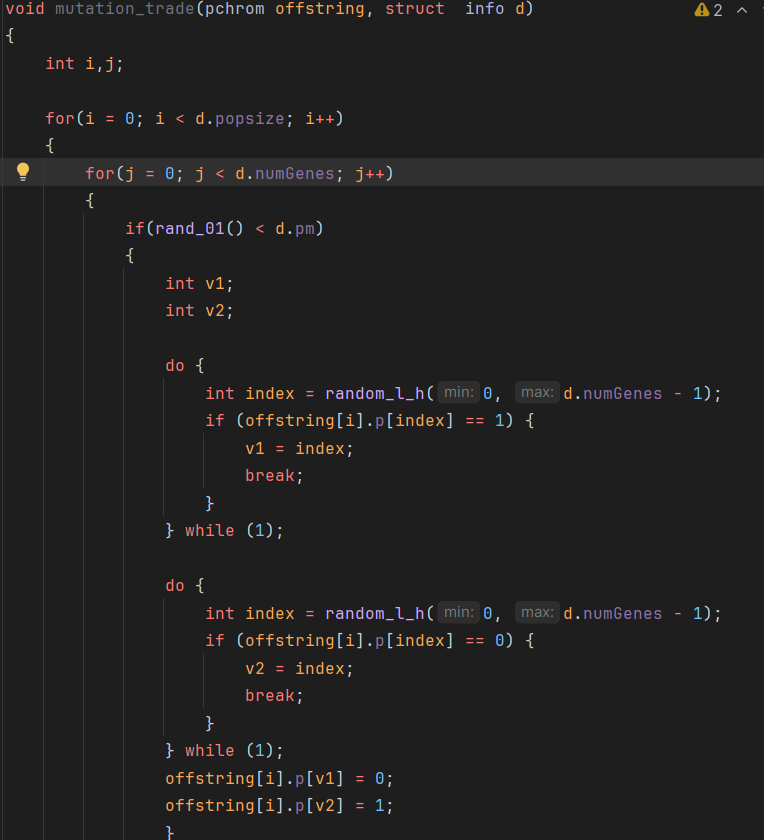 void mutation_trade(pchrom offstring, struct  info d) 2
{
    int i,j;
    for(i = 0; i < d.popsize; i++)
    {
        for(j = 0; j < d.numGenes; j++)
        {
            if(rand_01() < d.pm)
            {
                int v1;
                int v2;
                do {
                    int index = random_l_h( min: 0, max: d.numGenes - 1);
                    if (offstring[i].p[index] == 1) {
                        v1 = index;
                        break;
                    }
                } while (1);
                do {
                    int index = random_l_h( min: 0, max: d.numGenes - 1);
                    if (offstring[i].p[index] == 0) {
                        v2 = index;
                        break;
                    }
                } while (1);
                offstring[i].p[v1] = 0;
                offstring[i].p[v2] = 1;
                }